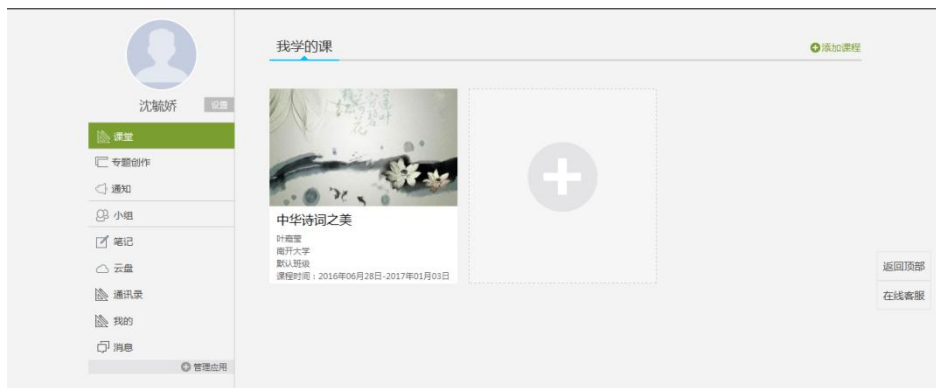 沈毓娇
设置
课堂
专题创作
通知
小组
笔记
云盘
通讯录
我的
消息
管理应用
我学的课
添加课程
中华诗词之美
叶嘉莹
南开大学
默认班级
课程时间：2016年06月28日-2017年01月03日
返回顶部
在线客服